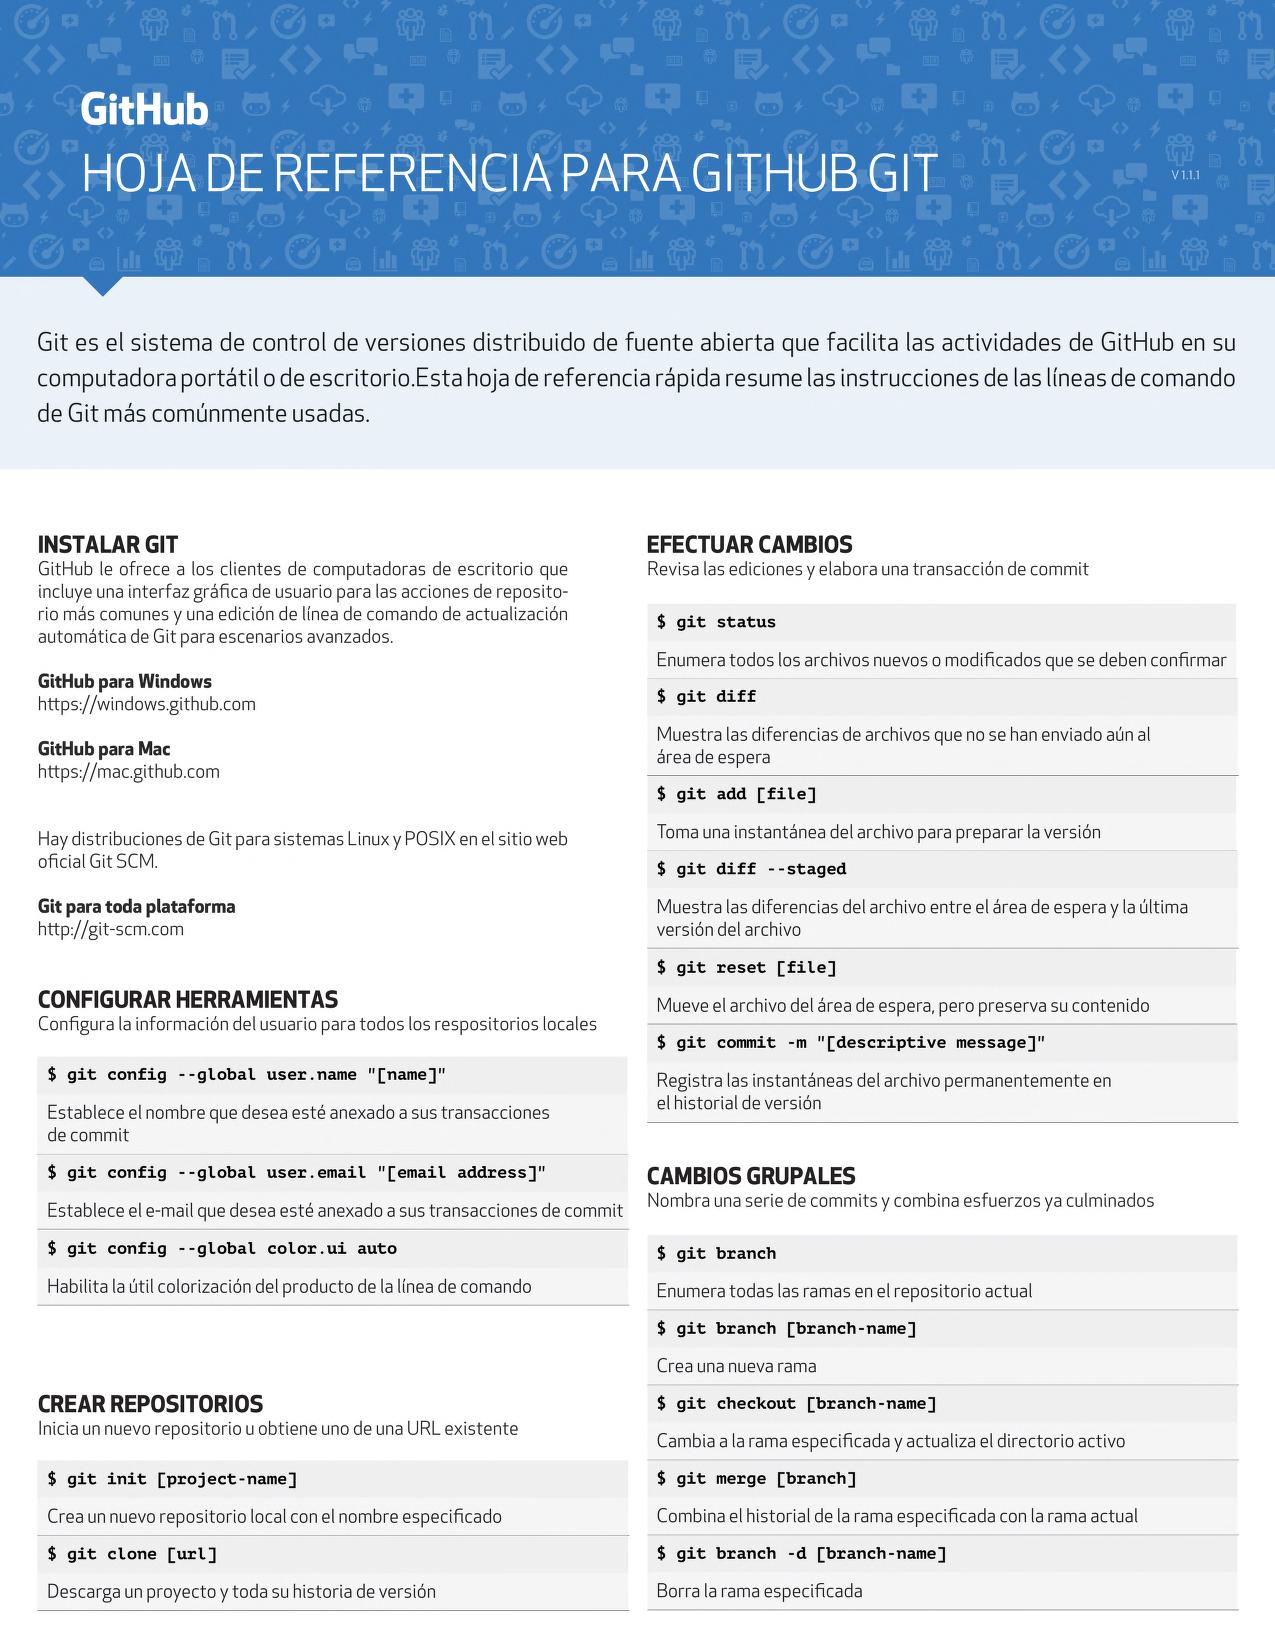 GitHub
HOJA DE REFERENCIA PARA GITHUB GIT
V 1.1.1
Git es el sistema de control de versiones distribuido de fuente abierta que facilita las actividades de GitHub en su
computadora portátil o de escritorio.Esta hoja de referencia rápida resume las instrucciones de las líneas de comando
de Git más comúnmente usadas.
INSTALAR GIT
GitHub le ofrece a los clientes de computadoras de escritorio que
incluye una interfaz gráfica de usuario para las acciones de reposito-
rio más comunes y una edición de línea de comando de actualización
automática de Git para escenarios avanzados.
GitHub para Windows
https://windows.github.com
GitHub para Mac
https://mac.github.com
Hay distribuciones de Git para sistemas Linux y POSIX en el sitio web
oficial Git SCM.
Git para toda plataforma
http://git-scm.com
CONFIGURAR HERRAMIENTAS
Configura la información del usuario para todos los respositorios locales
$ git config --global user.name "[name]"
Establece el nombre que desea esté anexado a sus transacciones
de commit
$ git config --global user.email "[email address]"
Establece el e-mail que desea esté anexado a sus transacciones de commit
$ git config --global color.ui auto
Habilita la útil colorización del producto de la línea de comando
CREAR REPOSITORIOS
Inicia un nuevo repositorio u obtiene uno de una URL existente
$ git init [project-name]
Crea un nuevo repositorio local con el nombre especificado
$ git clone [url]
Descarga un proyecto y toda su historia de versión
EFECTUAR CAMBIOS
Revisa las ediciones y elabora una transacción de commit
$ git status
Enumera todos los archivos nuevos o modificados que se deben confirmar
$ git diff
Muestra las diferencias de archivos que no se han enviado aún al
área de espera
$ git add [file]
Toma una instantánea del archivo para preparar la versión
$ git diff --staged
Muestra las diferencias del archivo entre el área de espera y la última
versión del archivo
$ git reset [file]
Mueve el archivo del área de espera, pero preserva su contenido
$ git commit -m "[descriptive message]"
Registra las instantáneas del archivo permanentemente en
el historial de versión
CAMBIOS GRUPALES
Nombra una serie de commits y combina esfuerzos ya culminados
$ git branch
Enumera todas las ramas en el repositorio actual
$ git branch [branch-name]
Crea una nueva rama
$ git checkout [branch-name]
Cambia a la rama especificada y actualiza el directorio activo
$ git merge [branch]
Combina el historial de la rama especificada con la rama actual
$ git branch -d [branch-name]
Borra la rama especificada